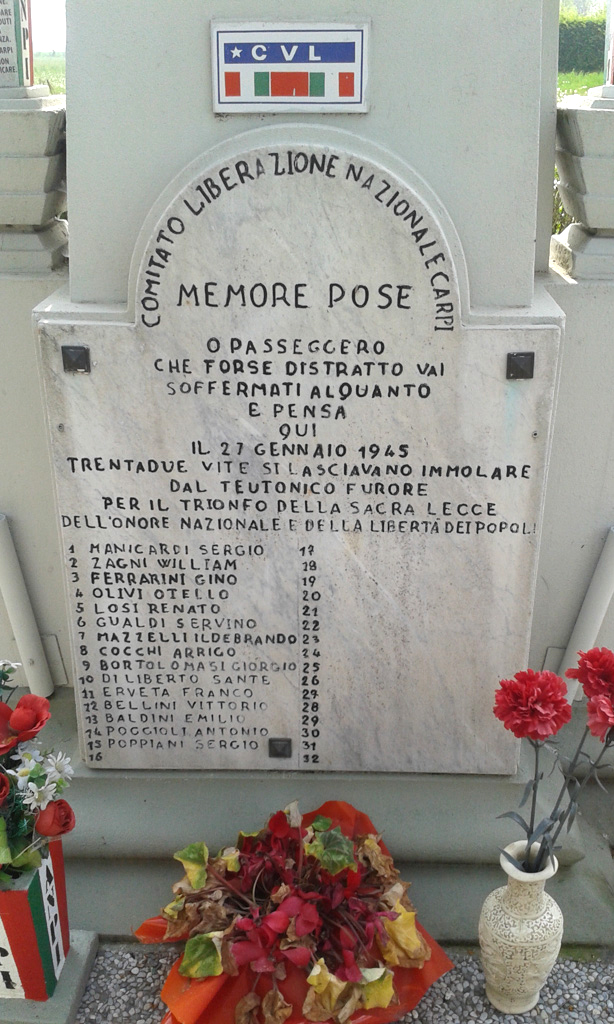 CVL
COMITATO LIBERAZIONE NAZIONALE CARPI
MEMORE POSE
O PASSEGGERO
CHE FORSE DISTRATTO VAI
SOFFERMATI ALQUANTO
E PENSA
QUI
IL 27 GENNAIO 1945
TRENTADUE VITE SI LASCIAVANO IMMOLARE
DAL TEUTONICO FURORE
PER IL TRIONFO DELLA SACRA LEGGE
DELL'ONORE NAZIONALE E DELLA LIBERTÀ DEI POPOLI
1 MANICARDI SERGIO
2 ZAGNI WILLIAM
3 FERRARINI GINO
4 OLIVI OTELLO
5 LOSI RENATO
6 GUALDI SERVINO
7 MAZZELLI ILDEBRANDO
8 COCCHI ARRIGO
9 BORTOLOMASI GIORGIO
10 DI LIBERTO SANTE
11 ERVETA FRANCO
12 BELLINI VITTORIO
13 BALDINI EMILIO
14 POGGIOLI ANTONIO
15 POPPIANI SERGIO
16
17
18
19
20
21
22
23
24
25
26
27
28
29
30
31
32